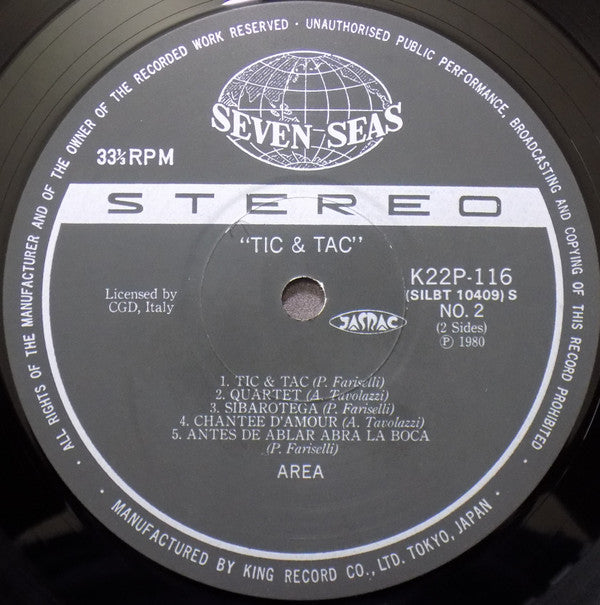 ALL RIGHTS OF THE MANUFACTURER AND OF THE OWNER OF THE RECORDED WORK RESERVED · UNAUTHORISED PUBLIC PERFORMANCE, BROADCASTING AND COPYING OF THIS RECORD PROHIBITED ·
SEVEN SEAS
33⅓ RPM
STEREO
"TIC & TAC"
Licensed by
CGD, Italy
K22P-116
(SILBT 10409) S
NO. 2
(2 Sides)
Ⓟ 1980
JASRAC
1. TIC & TAC (P. Fariselli)
2. QUARTET (A. Tavolazzi)
3. SIBAROTEGA (P. Fariselli)
4. CHANTEE D'AMOUR (A. Tavolazzi)
5. ANTES DE ABLAR ABRA LA BOCA
(P. Fariselli)
AREA
· MANUFACTURED BY KING RECORD CO., LTD. TOKYO, JAPAN ·